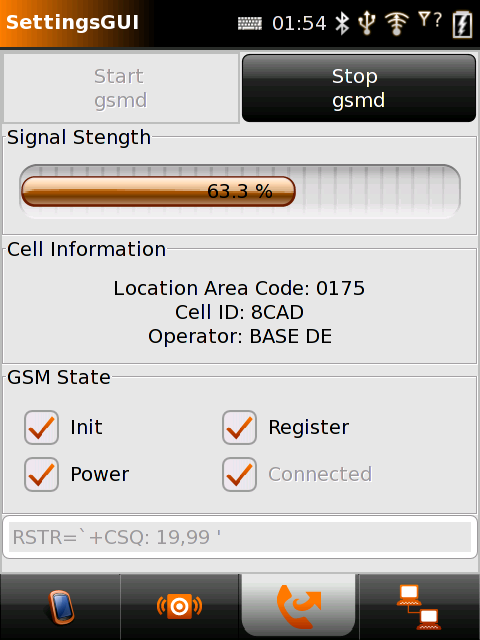 SettingsGUI 01:54 ?
Start
gsmd
Stop
gsmd
Signal Stength
63.3 %
Cell Information
Location Area Code: 0175
Cell ID: 8CAD
Operator: BASE DE
GSM State
Init
Register
Power
Connected
RSTR=`+CSQ: 19,99 '